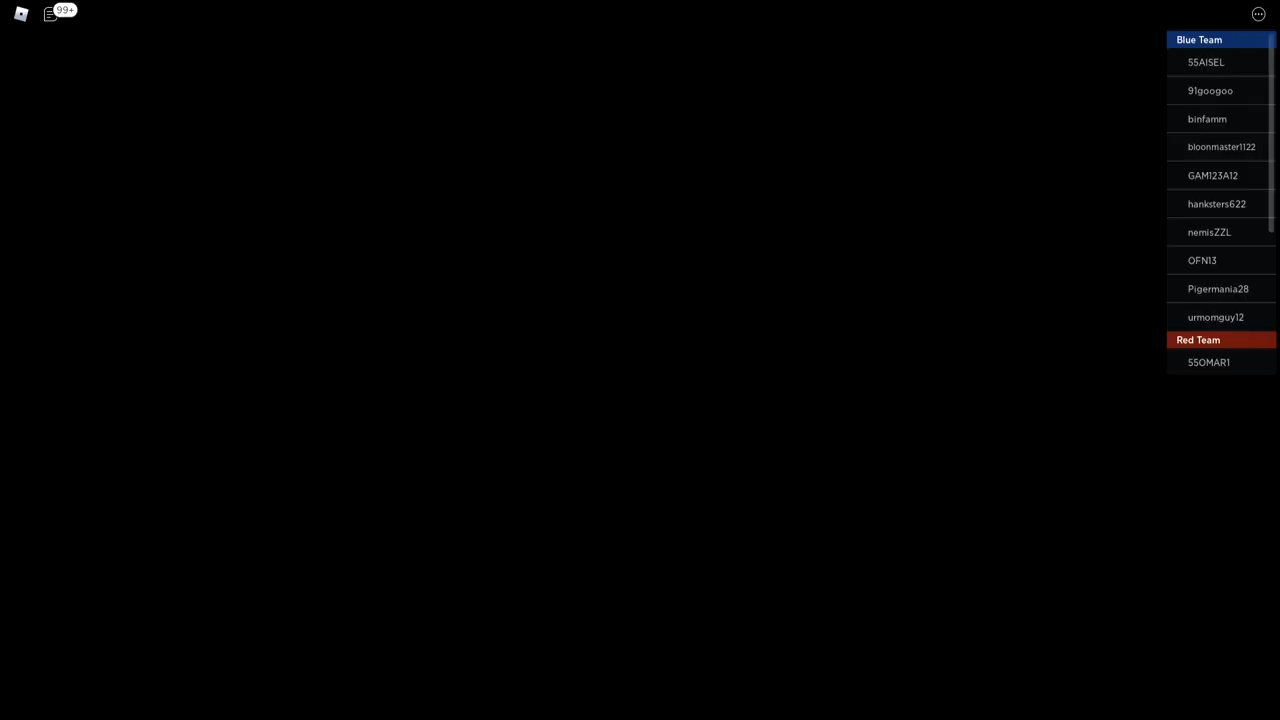 99+
Blue Team
55AISEL
91googoo
binfamm
bloonmaster1122
GAM123A12
hanksters622
nemisZZL
OFN13
Pigermania28
urmomguy12
Red Team
55OMAR1